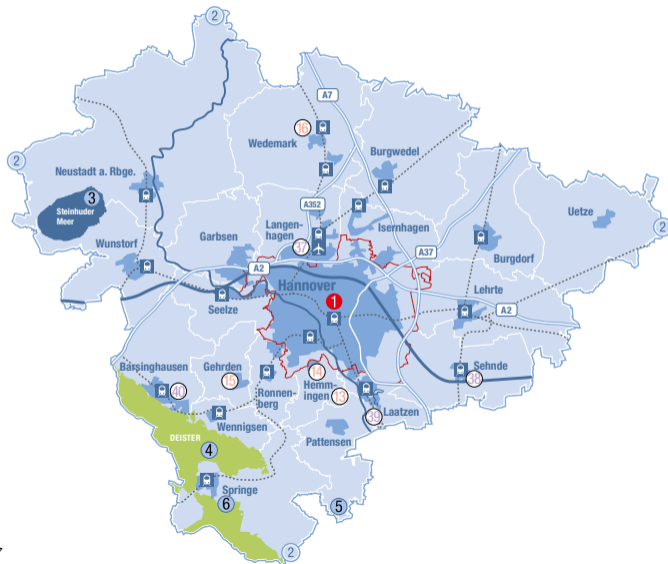 2
A7
16
Wedemark
Burgwedel
2
Neustadt a. Rbge.
3
Steinhuder
Meer
A352
Uetze
Langen-
hagen
Isernhagen
2
37
Garbsen
Wunstorf
A37
Burgdorf
A2
Hannover
Lehrte
Seelze
1
A2
Barsinghausen
Gehrden
14
Sehnde
15
38
40
Ronnen-
berg
Hemm-
ingen
13
Laatzen
39
Wennigsen
DEISTER
Pattensen
4
Springe
6
5
2